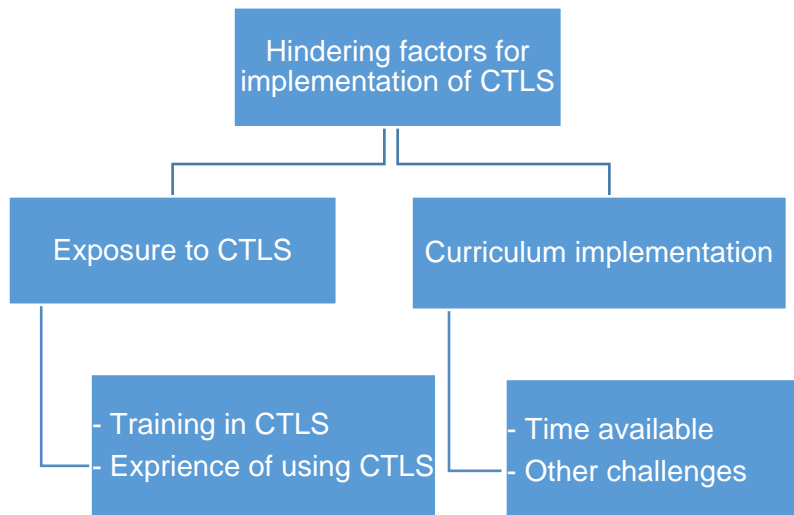 Hindering factors for
implementation of CTLS
Exposure to CTLS
Curriculum implementation
- Training in CTLS
- Exprience of using CTLS
- Time available
- Other challenges